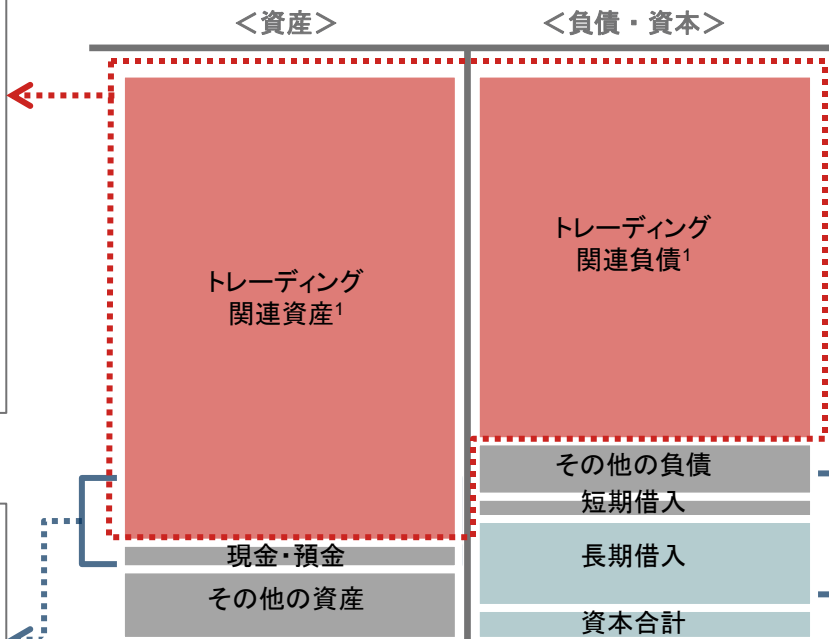 ＜資産＞
＜負債・資本＞
トレーディング
関連資産1
現金・預金
その他の資産
トレーディング
関連負債1
その他の負債
短期借入
長期借入
資本合計